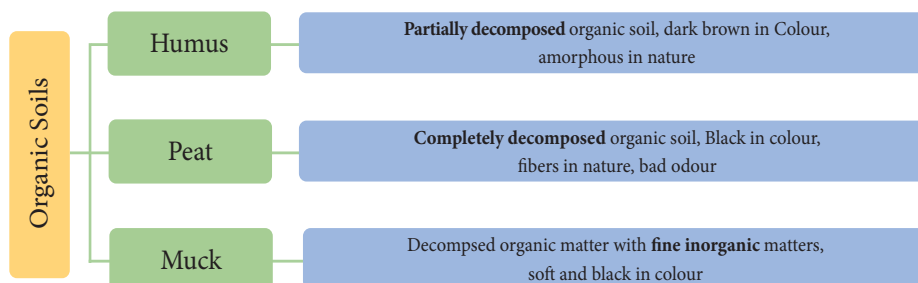 Organic Soils
Humus
Partially decomposed organic soil, dark brown in Colour,
amorphous in nature
Peat
Completely decomposed organic soil, Black in colour,
fibers in nature, bad odour
Muck
Decompsed organic matter with fine inorganic matters,
soft and black in colour